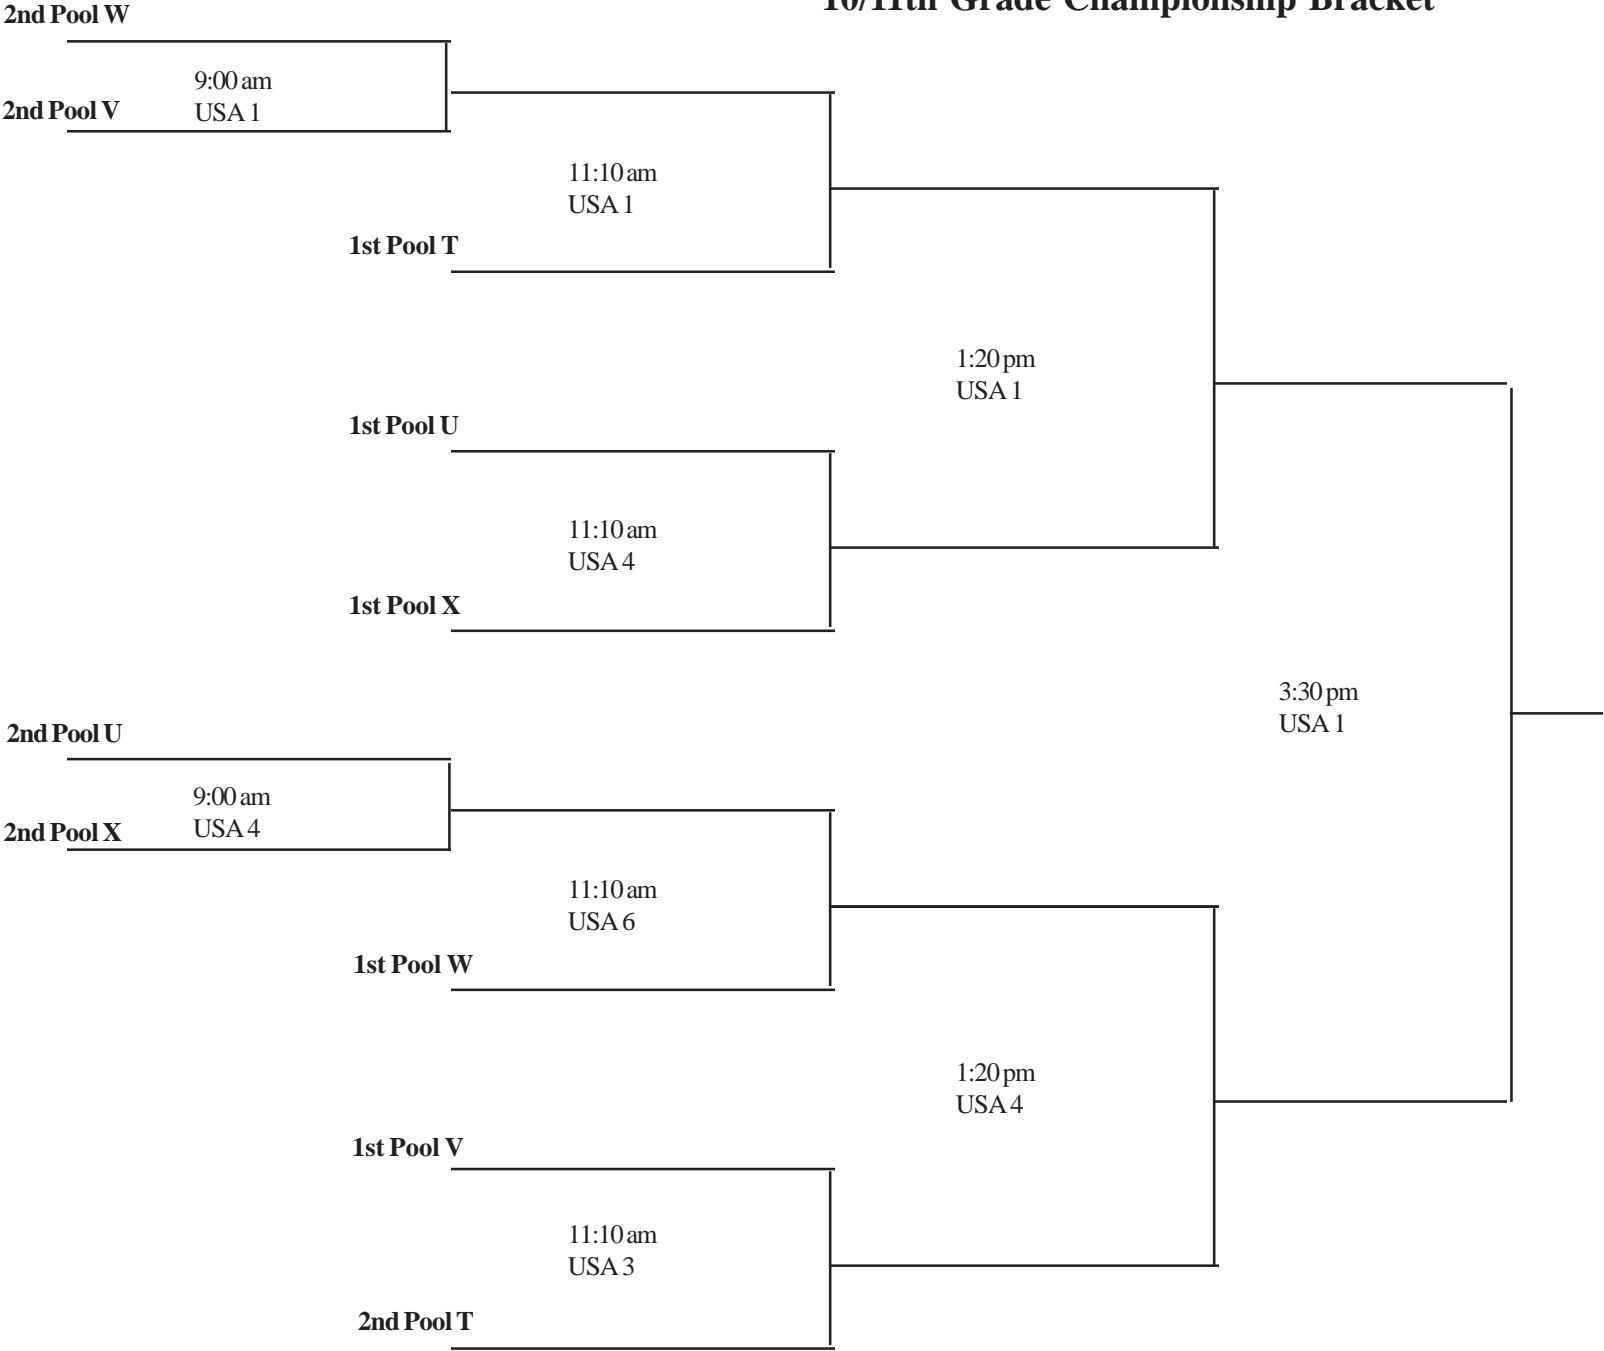 10/11th Grade Championship Bracket
2nd Pool W
9:00 am
USA 1
2nd Pool V
11:10 am
USA 1
1st Pool T
1:20 pm
USA 1
1st Pool U
11:10 am
USA 4
1st Pool X
3:30 pm
USA 1
2nd Pool U
9:00 am
USA 4
2nd Pool X
11:10 am
USA 6
1st Pool W
1:20 pm
USA 4
1st Pool V
11:10 am
USA 3
2nd Pool T